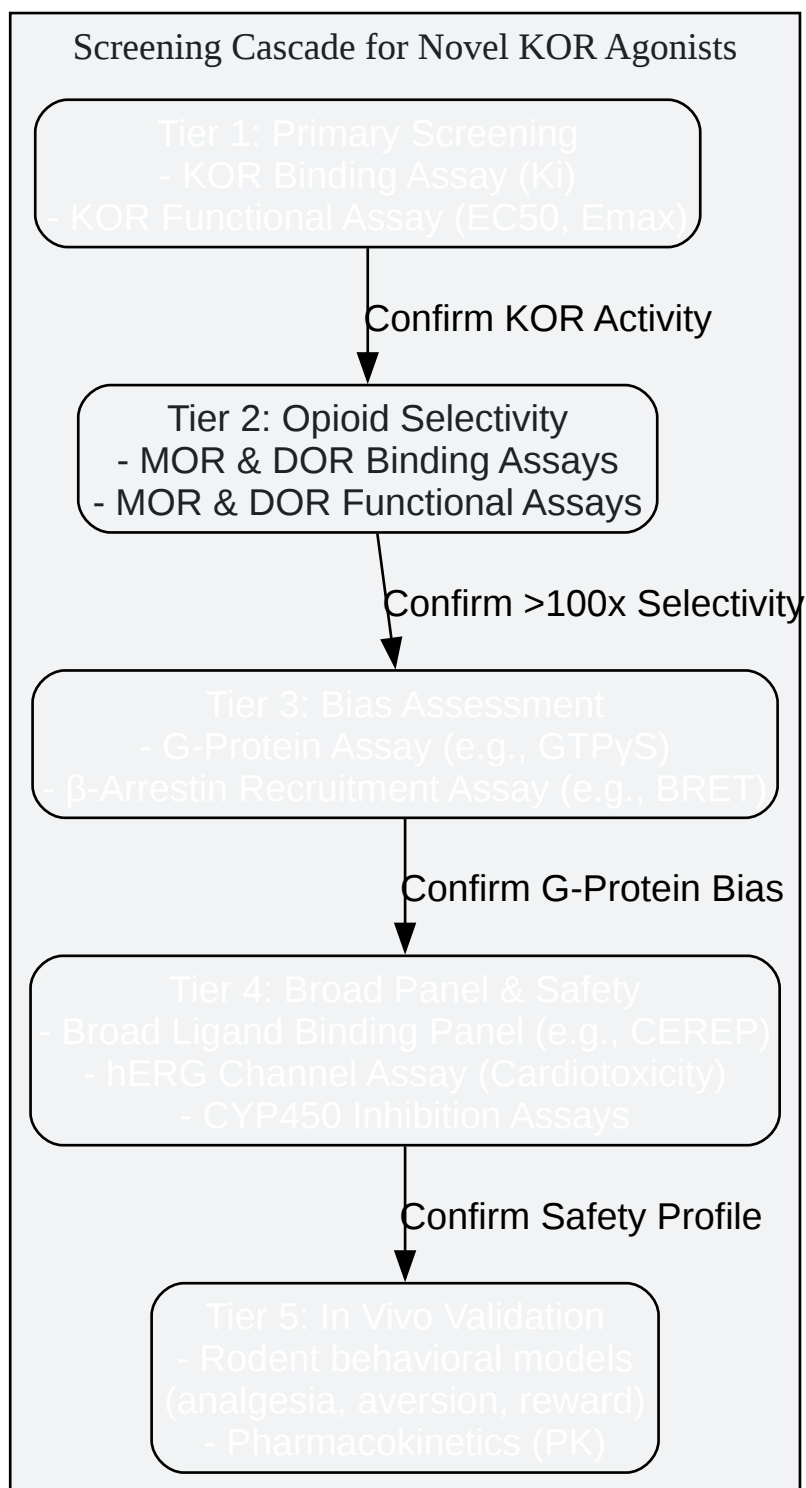 Screening Cascade for Novel KOR Agonists
Tier 1: Primary Screening
- KOR Binding Assay (Ki)
- KOR Functional Assay (EC50, Emax)
Confirm KOR Activity
Tier 2: Opioid Selectivity
- MOR & DOR Binding Assays
- MOR & DOR Functional Assays
Confirm >100x Selectivity
Tier 3: Bias Assessment
- G-Protein Assay (e.g., GTPγS)
- β-Arrestin Recruitment Assay (e.g., BRET)
Confirm G-Protein Bias
Tier 4: Broad Panel & Safety
- Broad Ligand Binding Panel (e.g., CEREP)
- hERG Channel Assay (Cardiotoxicity)
- CYP450 Inhibition Assays
Confirm Safety Profile
Tier 5: In Vivo Validation
- Rodent behavioral models
(analgesia, aversion, reward)
- Pharmacokinetics (PK)